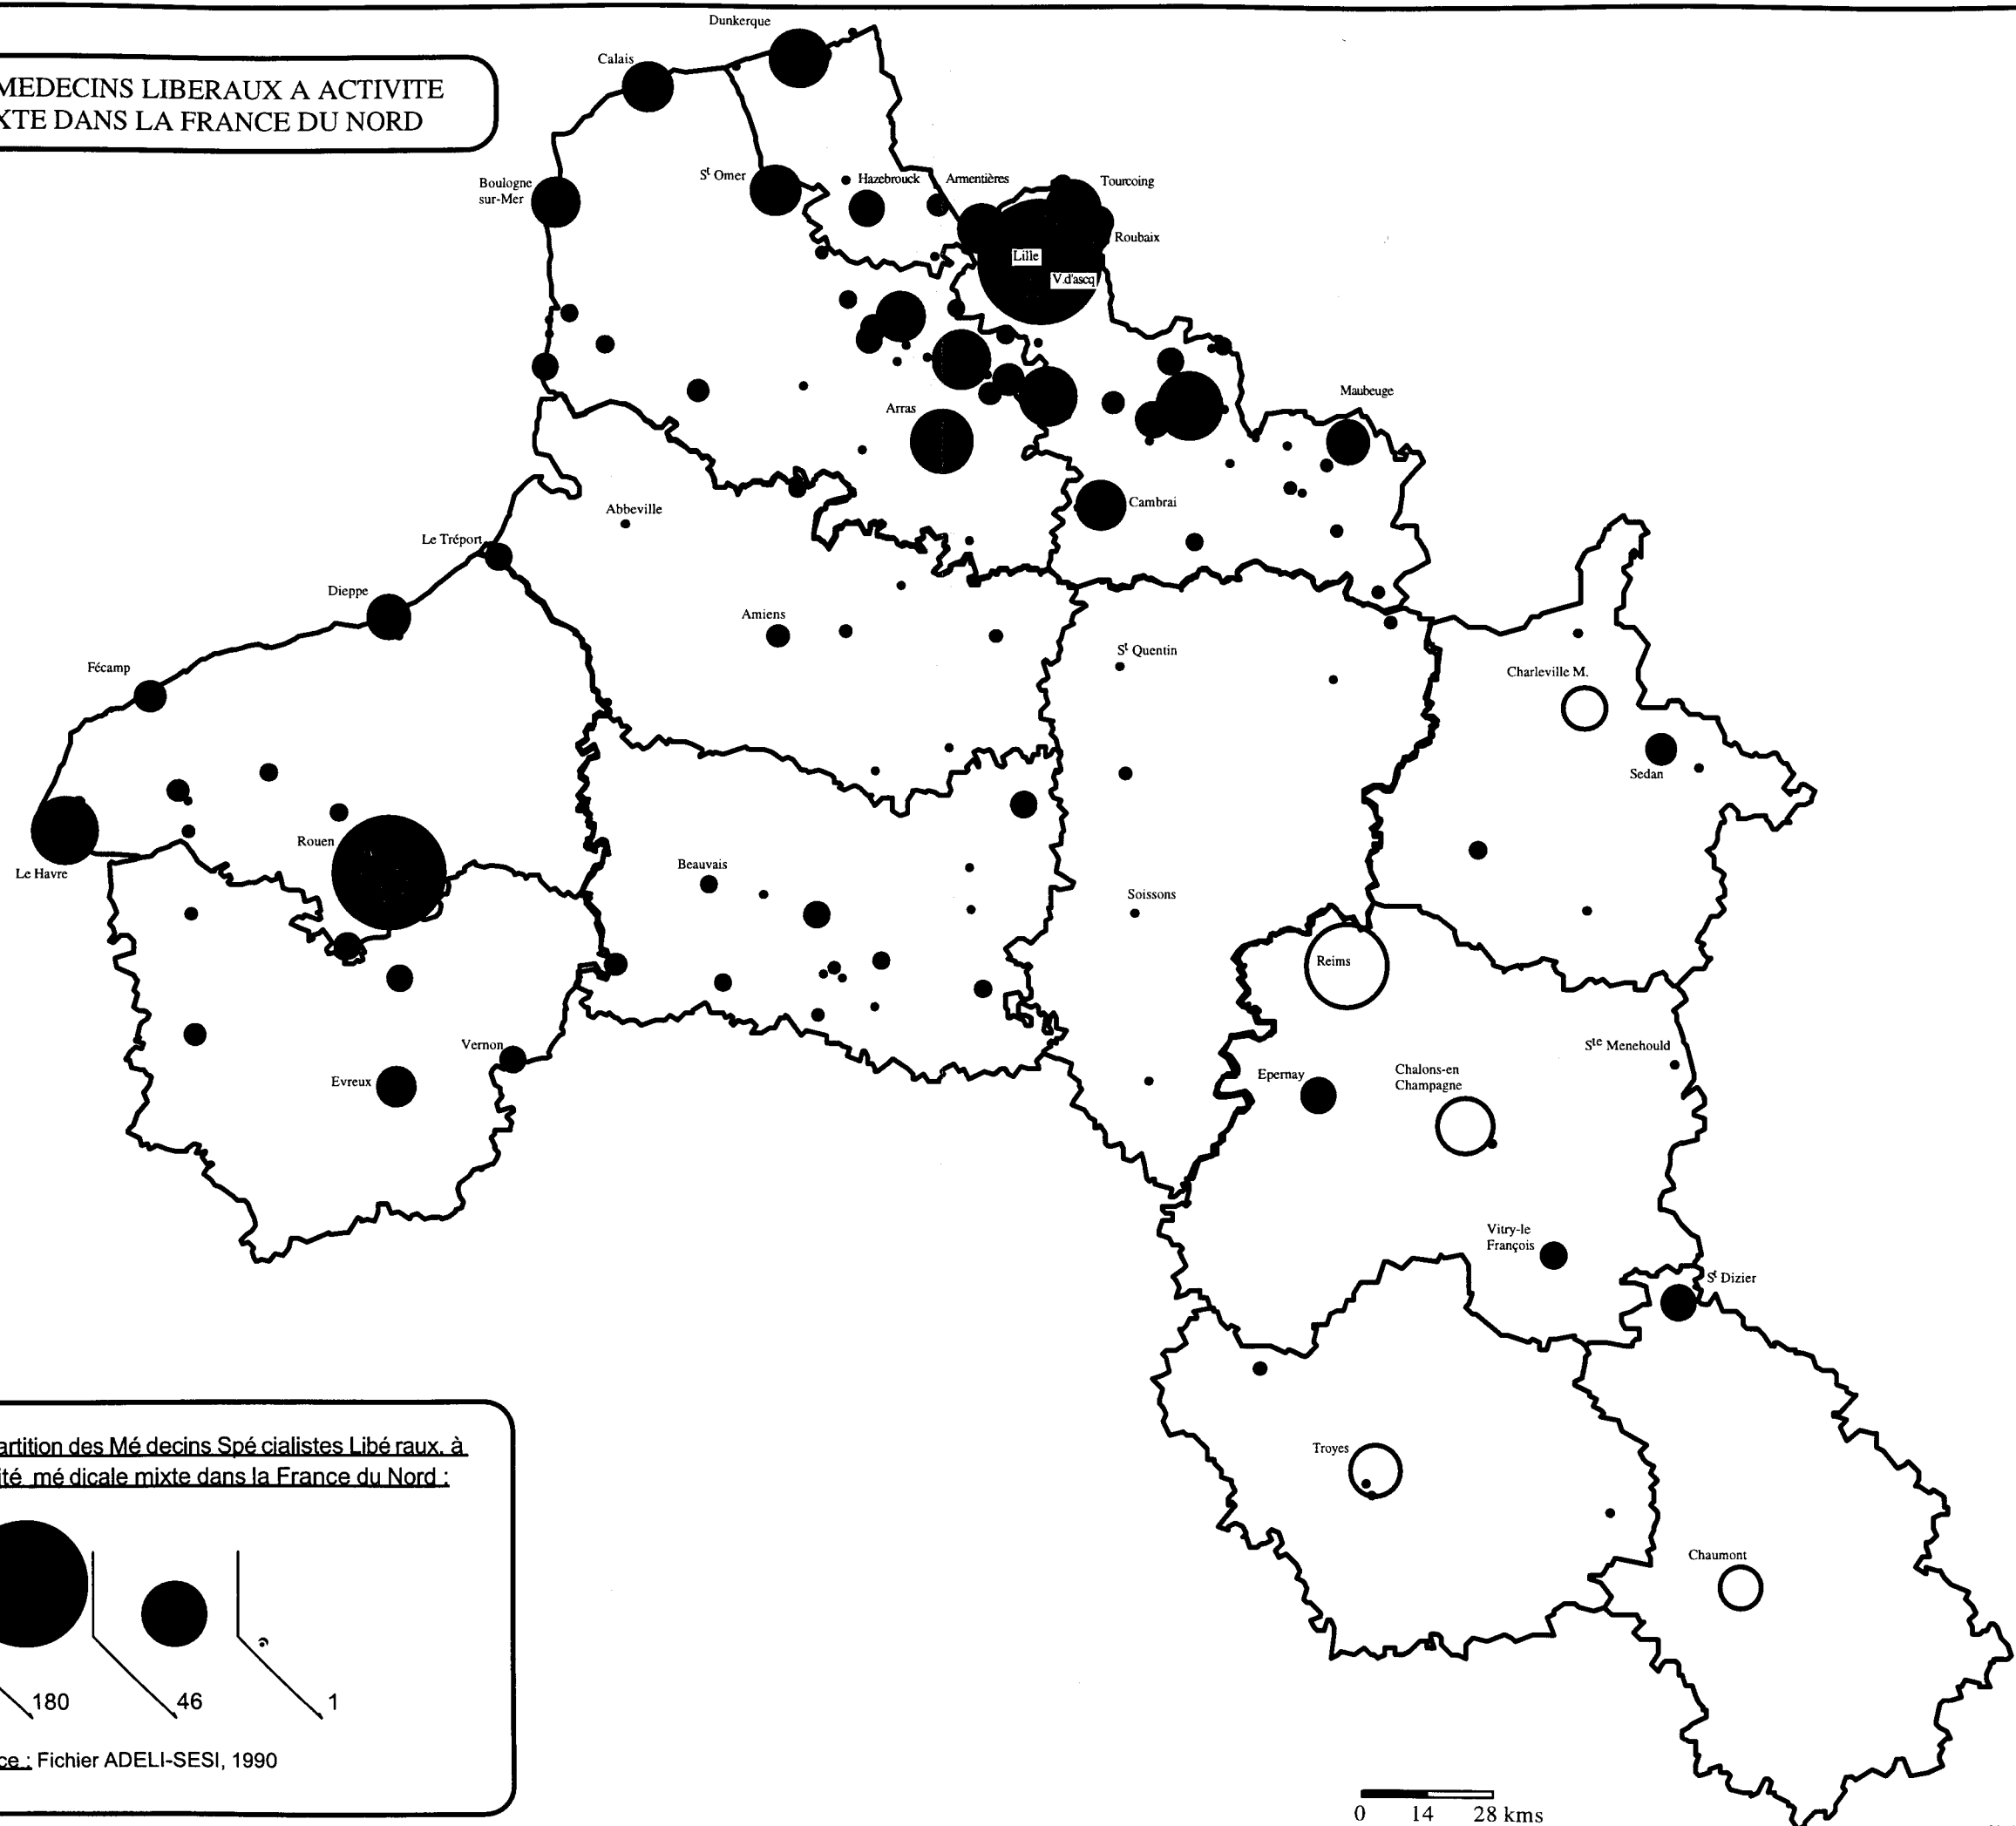 MEDECINS LIBERAUX A ACTIVITE
XTE DANS LA FRANCE DU NORD
Dunkerque
Calais
Boulogne
sur-Mer
St Omer
Hazebrouck
Armentières
Tourcoing
Roubaix
Lille
V.d'ascq
Maubeuge
Arras
Cambrai
Abbeville
Le Tréport
Dieppe
Amiens
St Quentin
Fécamp
Charleville M.
Sedan
Rouen
Le Havre
Beauvais
Soissons
Reims
Ste Menehould
Vernon
Evreux
Epernay
Chalons-en
Champagne
Vitry-le
François
St Dizier
Troyes
Chaumont
artition des Mé decins Spé cialistes Libé raux, à
ité mé dicale mixte dans la France du Nord :
180
46
1
ce : Fichier ADELI-SESI, 1990
0 14 28 kms